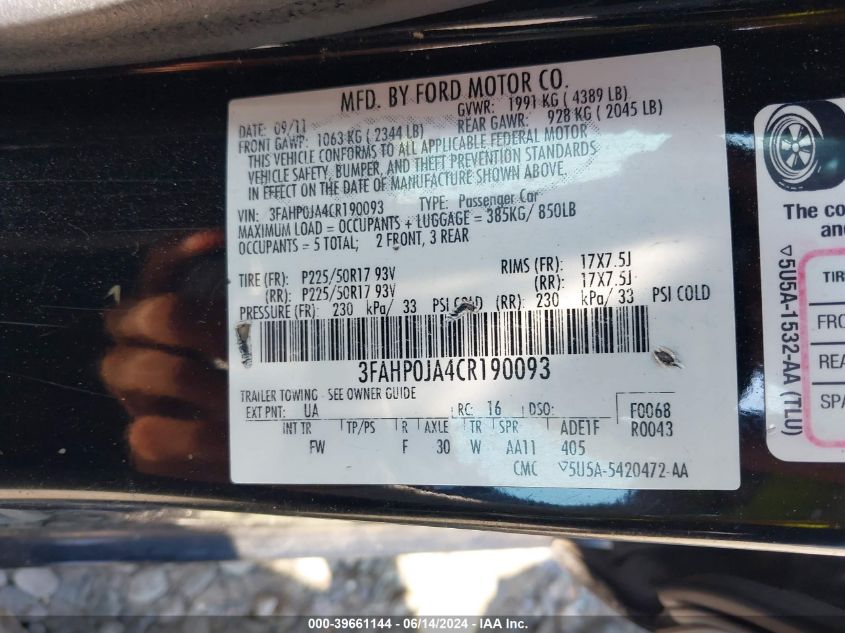 MFD. BY FORD MOTOR CO.
DATE: 09/11 GVWR: 1991 KG ( 4389 LB)
FRONT GAWR: 1063 KG ( 2344 LB) REAR GAWR: 928 KG ( 2045 LB)
THIS VEHICLE CONFORMS TO ALL APPLICABLE FEDERAL MOTOR
VEHICLE SAFETY, BUMPER, AND THEFT PREVENTION STANDARDS
IN EFFECT ON THE DATE OF MANUFACTURE SHOWN ABOVE.
VIN: 3FAHP0JA4CR190093 TYPE: Passenger Car
MAXIMUM LOAD = OCCUPANTS + LUGGAGE = 385KG/ 850LB
OCCUPANTS = 5 TOTAL; 2 FRONT, 3 REAR
TIRE (FR): P225/50R17 93V RIMS (FR): 17X7.5J
(RR): P225/50R17 93V (RR): 17X7.5J
PRESSURE (FR): 230 kPa/ 33 PSI COLD (RR): 230 kPa/ 33 PSI COLD
3FAHP0JA4CR190093
TRAILER TOWING - SEE OWNER GUIDE
EXT PNT: UA RC: 16 DSO: F0068
INT TR TP/PS R AXLE TR SPR ADE1F R0043
FW F 30 W AA11 405
CMC ▽5U5A-5420472-AA
The co
an
TIR
FRO
REA
SPA
▽5U5A-1532-AA (TLU)
000-39661144 - 06/14/2024 - IAA Inc.